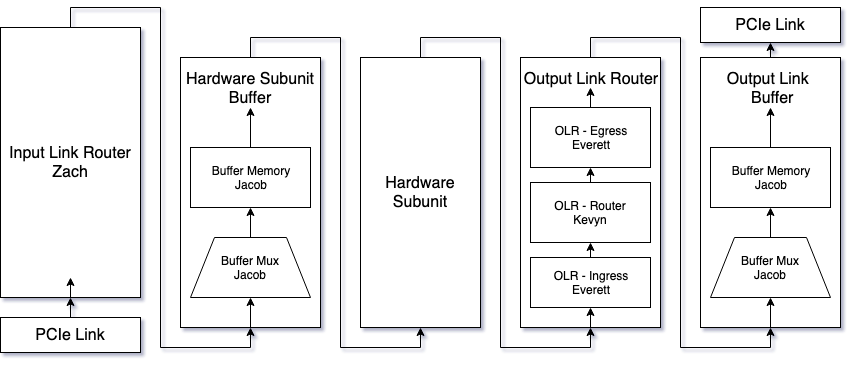 Input Link Router
Zach
PCIe Link
Hardware Subunit
Buffer
Buffer Memory
Jacob
Buffer Mux
Jacob
Hardware
Subunit
Output Link Router
OLR - Egress
Everett
OLR - Router
Kevyn
OLR - Ingress
Everett
PCIe Link
Output Link
Buffer
Buffer Memory
Jacob
Buffer Mux
Jacob